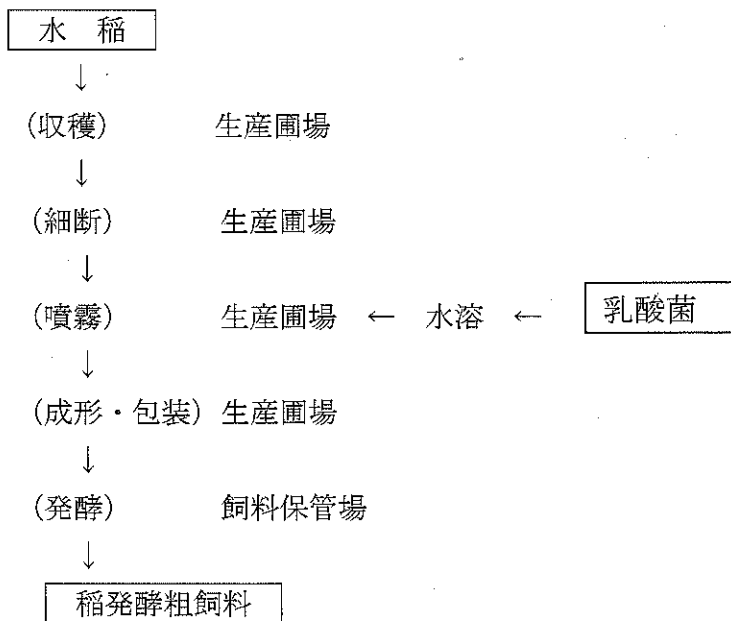 水 稲
↓
(収穫) 生産圃場
↓
(細断) 生産圃場
↓
(噴霧) 生産圃場 ← 水溶 ← 乳酸菌
↓
(成形・包装) 生産圃場
↓
(発酵) 飼料保管場
↓
稲発酵粗飼料